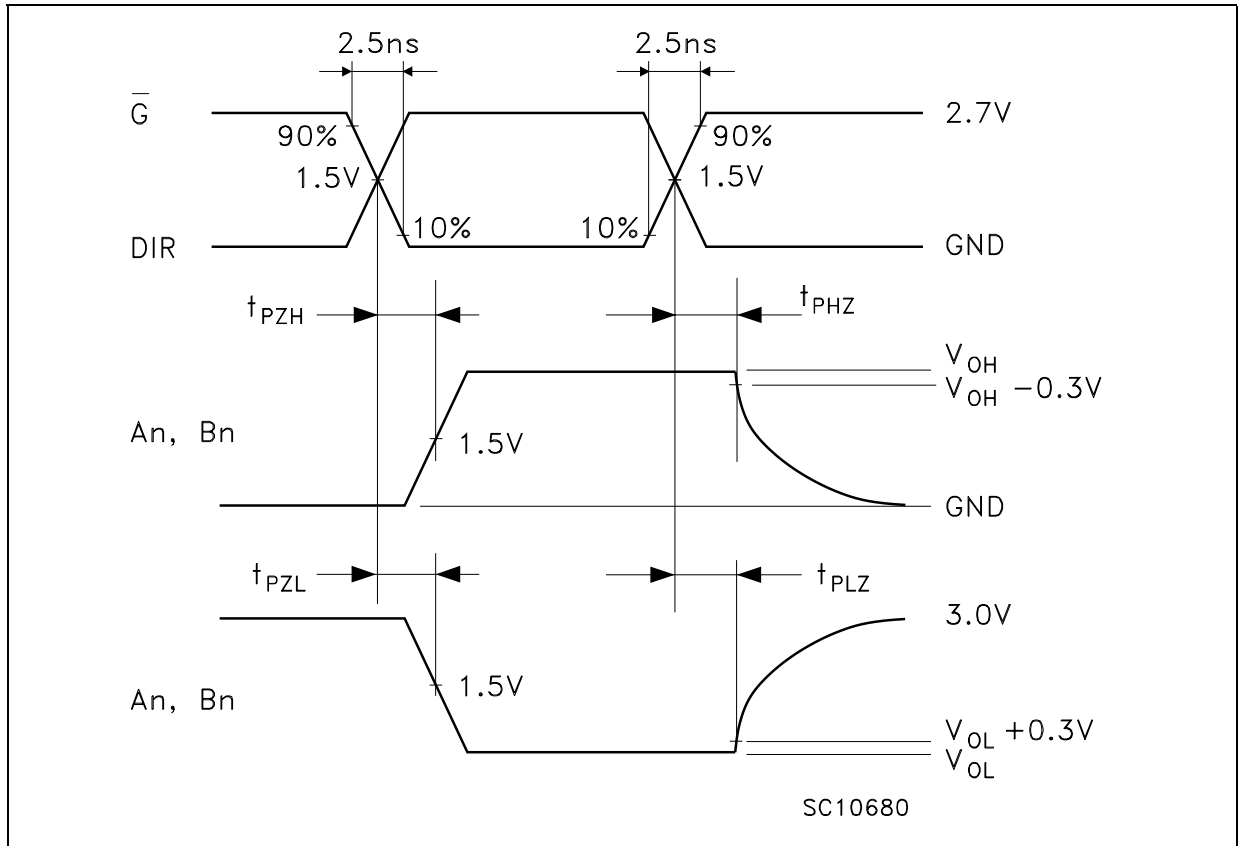 2.5ns 2.5ns
G̅ 2.7V
90% 90%
1.5V 1.5V
10% 10%
DIR GND
tPZH tPHZ
VOH
VOH −0.3V
An, Bn 1.5V
GND
tPZL tPLZ
3.0V
An, Bn 1.5V
VOL +0.3V
VOL
SC10680